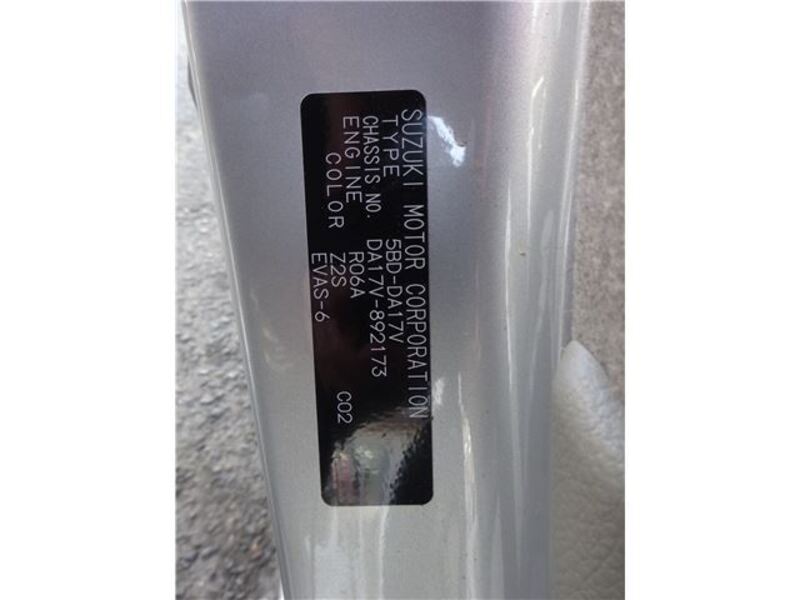 SUZUKI MOTOR CORPORATION
TYPE 5BD-DA17V
CHASSIS NO. DA17V-892173
ENGINE R06A
COLOR Z2S
EVAS-6 C02